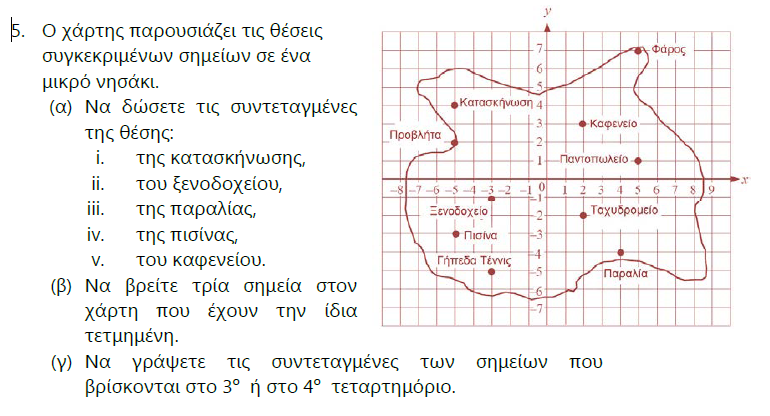 5. Ο χάρτης παρουσιάζει τις θέσεις
συγκεκριμένων σημείων σε ένα
μικρό νησάκι.
(α) Να δώσετε τις συντεταγμένες
της θέσης:
i. της κατασκήνωσης,
ii. του ξενοδοχείου,
iii. της παραλίας,
iv. της πισίνας,
v. του καφενείου.
(β) Να βρείτε τρία σημεία στον
χάρτη που έχουν την ίδια
τετμημένη.
(γ) Να γράψετε τις συντεταγμένες των σημείων που
βρίσκονται στο 3° ή στο 4° τεταρτημόριο.
y
7
Φάρος
6
5
Κατασκήνωση
4
3
Καφενείο
Προβλήτα
2
Παντοπωλείο
1
x
-8 -7 -6 -5 -4 -3 -2 -1 0 1 2 3 4 5 6 7 8 9
-1
Ξενοδοχείο
Ταχυδρομείο
-2
Πισίνα
-3
-4
Γήπεδα Τέννις
-5
Παραλία
-6
-7